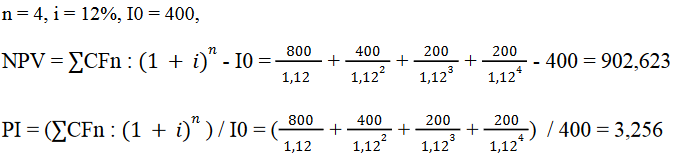 n = 4, i = 12%, I0 = 400,
NPV = ∑CFn : (1 + i)^n - I0 = 800/1,12 + 400/1,12^2 + 200/1,12^3 + 200/1,12^4 - 400 = 902,623
PI = (∑CFn : (1 + i)^n ) / I0 = (800/1,12 + 400/1,12^2 + 200/1,12^3 + 200/1,12^4) / 400 = 3,256